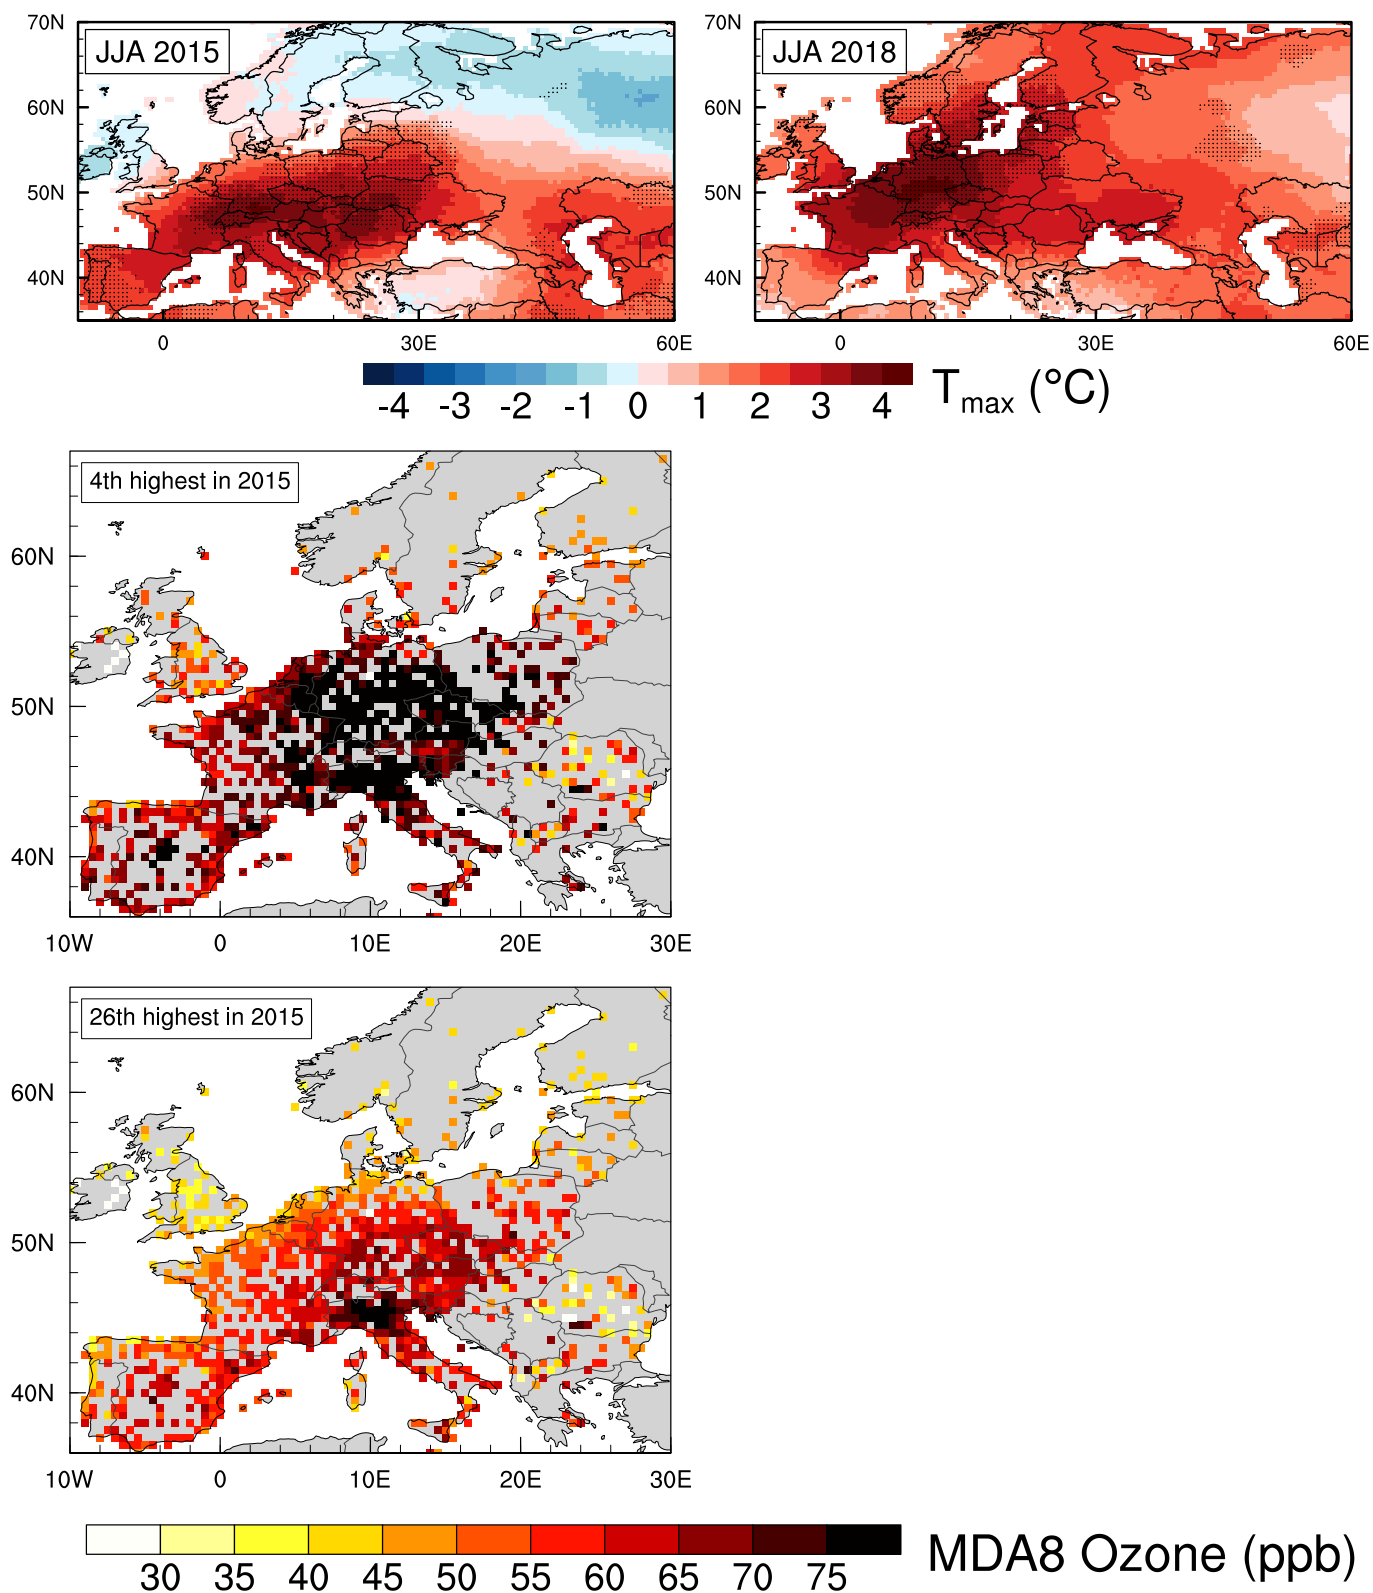 70N
JJA 2015
60N
50N
40N
0 30E 60E
70N
JJA 2018
60N
50N
40N
0 30E 60E
-4 -3 -2 -1 0 1 2 3 4
Tmax (°C)
4th highest in 2015
60N
50N
40N
10W 0 10E 20E 30E
26th highest in 2015
60N
50N
40N
10W 0 10E 20E 30E
30 35 40 45 50 55 60 65 70 75
MDA8 Ozone (ppb)